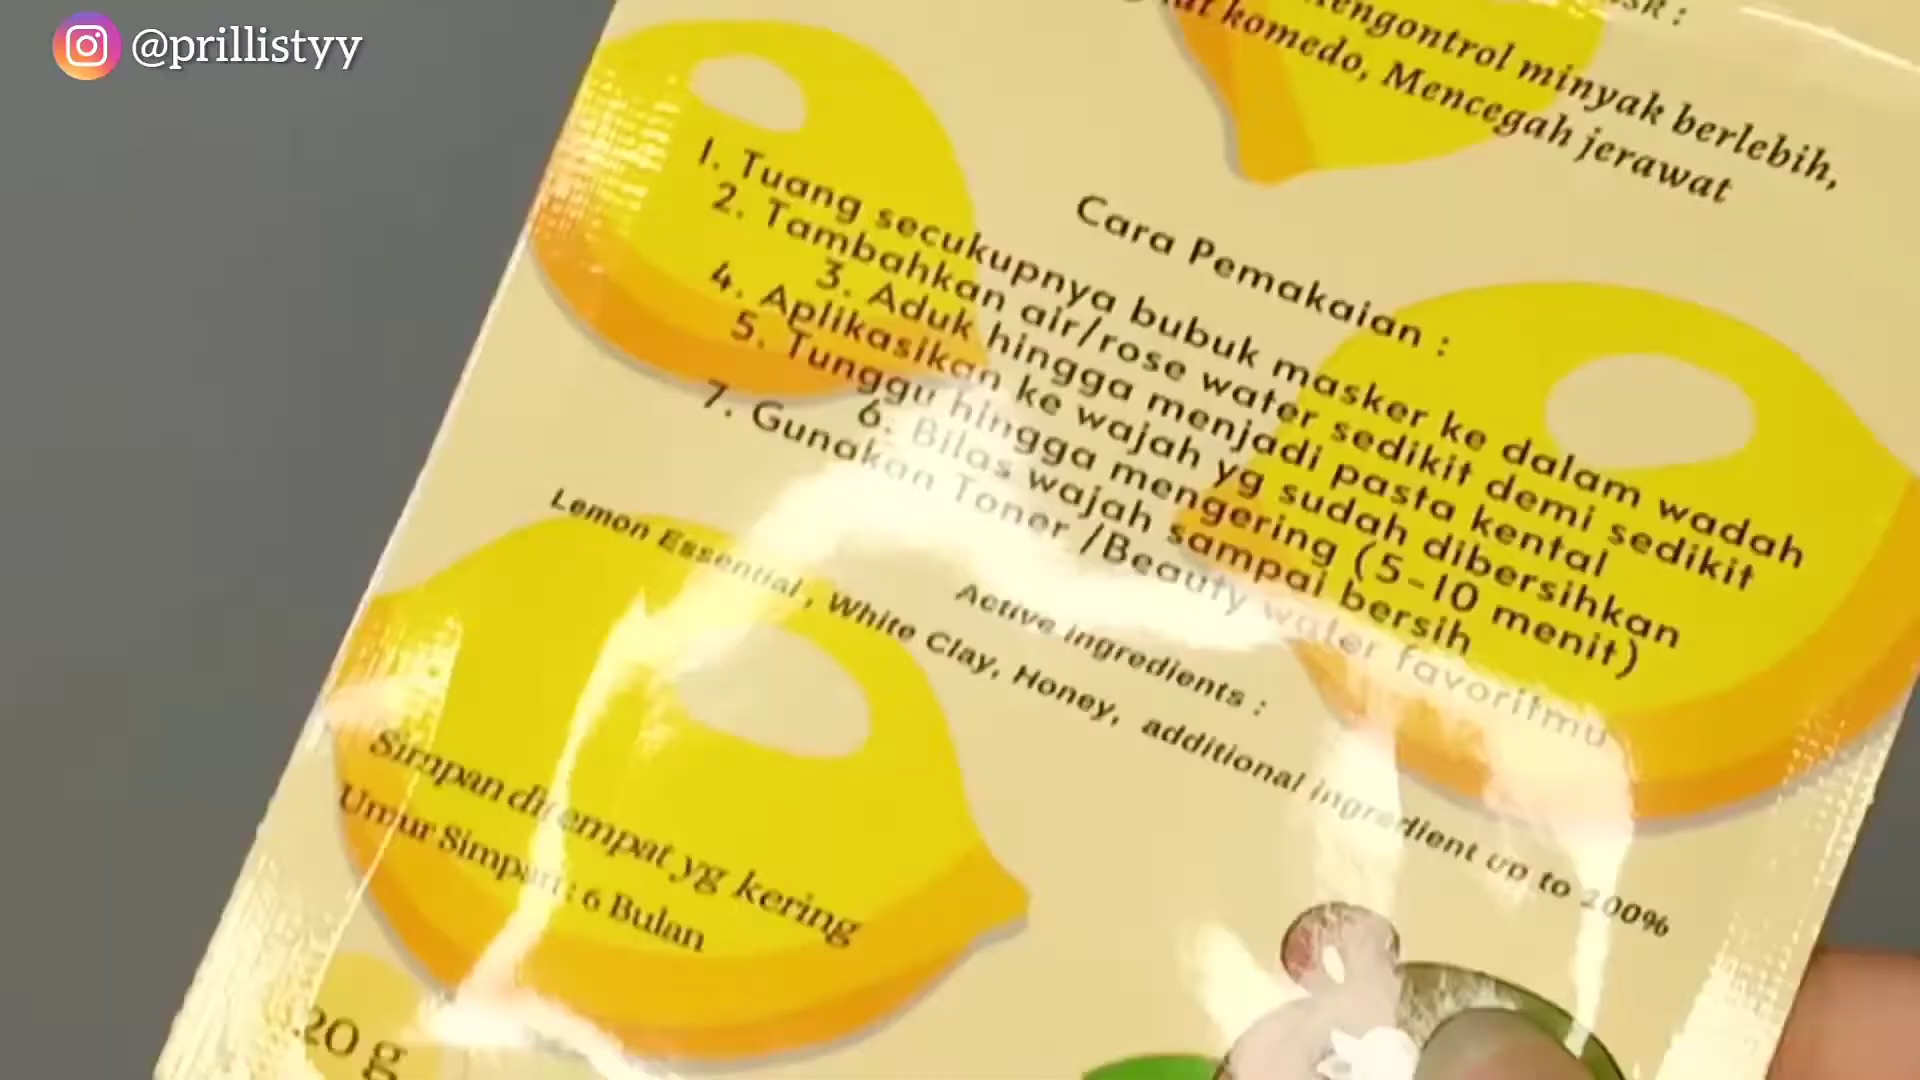 @prillistyy
Mengontrol minyak berlebih,
komedo, Mencegah jerawat
Cara Pemakaian :
1. Tuang secukupnya bubuk masker ke dalam wadah
2. Tambahkan air/rose water sedikit demi sedikit
3. Aduk hingga menjadi pasta kental
4. Aplikasikan ke wajah yg sudah dibersihkan
5. Tunggu hingga mengering (5-10 menit)
6. Bilas wajah sampai bersih
7. Gunakan Toner /Beauty water favoritmu
Active ingredients :
Lemon Essential , White Clay, Honey, additional ingredient up to
Simpan ditempat yg kering
Umur Simpan : 6 Bulan
20 g